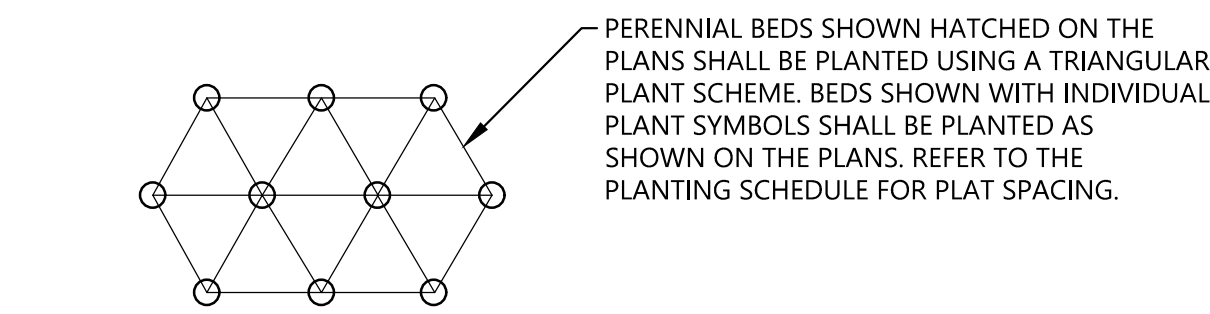 PERENNIAL BEDS SHOWN HATCHED ON THE
PLANS SHALL BE PLANTED USING A TRIANGULAR
PLANT SCHEME. BEDS SHOWN WITH INDIVIDUAL
PLANT SYMBOLS SHALL BE PLANTED AS
SHOWN ON THE PLANS. REFER TO THE
PLANTING SCHEDULE FOR PLAT SPACING.